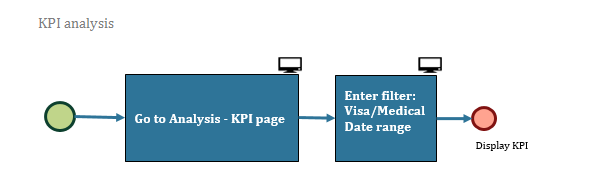 KPI analysis
Go to Analysis - KPI page
Enter filter:
Visa/Medical
Date range
Display KPI